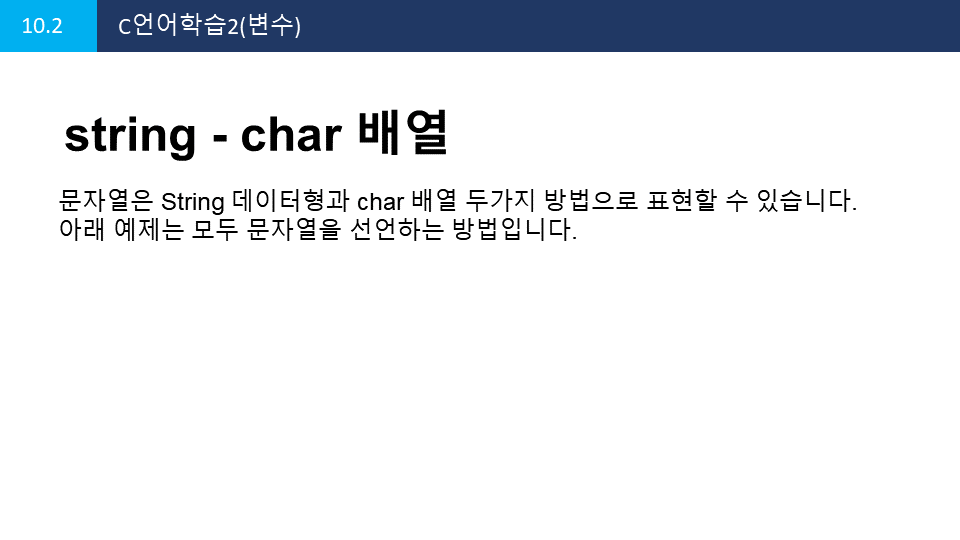 10.2
C언어학습2(변수)
string - char 배열
문자열은 String 데이터형과 char 배열 두가지 방법으로 표현할 수 있습니다.
아래 예제는 모두 문자열을 선언하는 방법입니다.